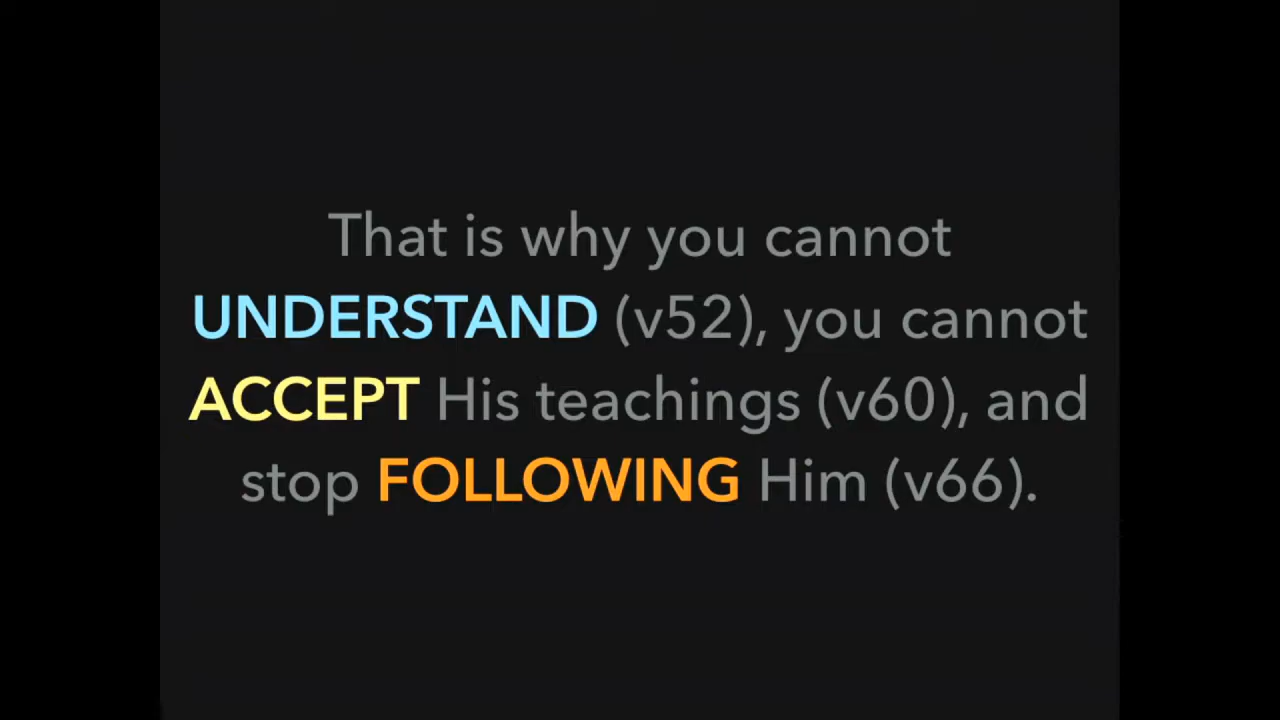 That is why you cannot
UNDERSTAND (v52), you cannot
ACCEPT His teachings (v60), and
stop FOLLOWING Him (v66).